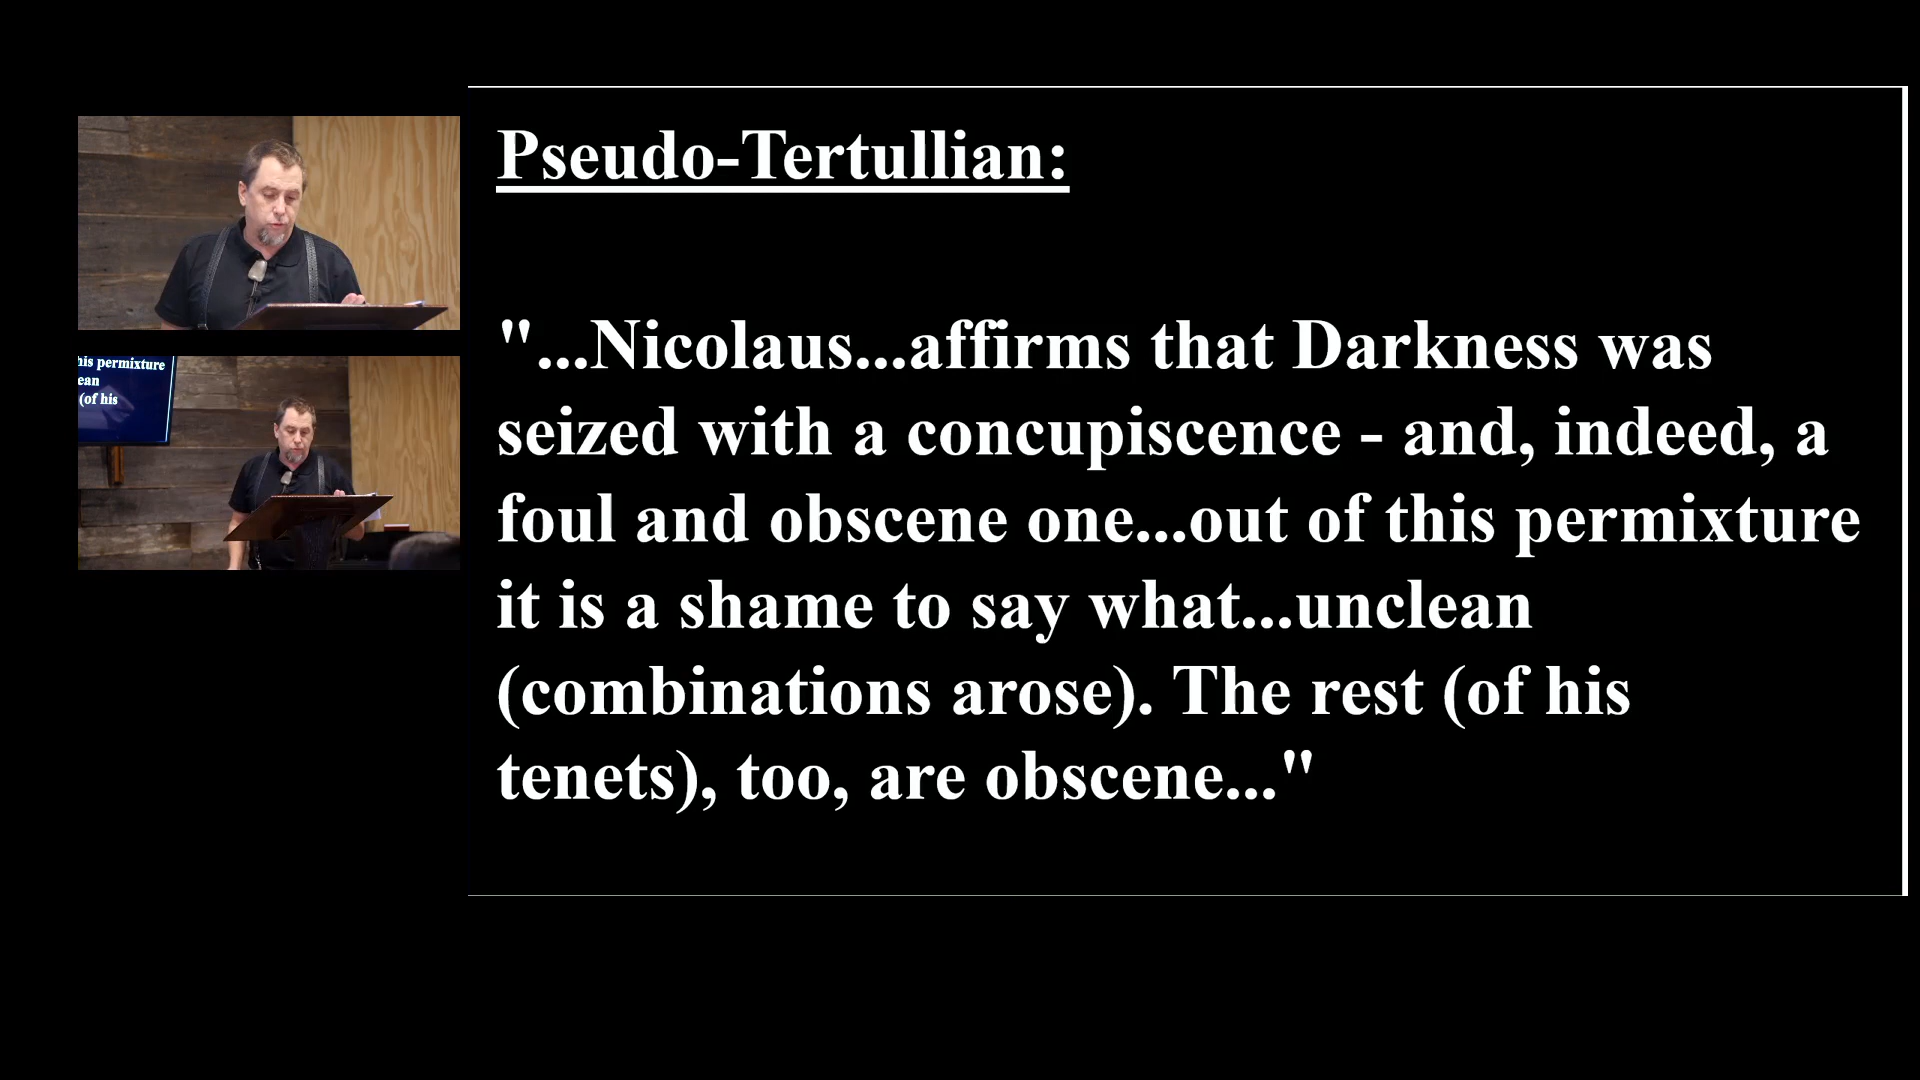 Pseudo-Tertullian:
"...Nicolaus...affirms that Darkness was
seized with a concupiscence - and, indeed, a
foul and obscene one...out of this permixture
it is a shame to say what...unclean
(combinations arose). The rest (of his
tenets), too, are obscene..."
his permixture
ean
(of his